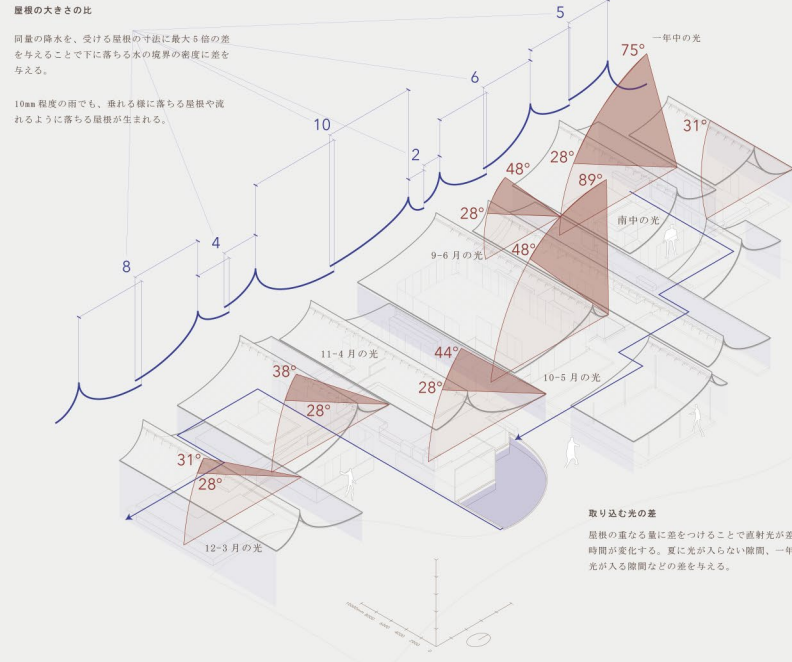 屋根の大きさの比
同量の降水を、受ける屋根の寸法に最大5倍の差
を与えることで下に落ちる水の境界の密度に差を
与える。
10mm程度の雨でも、垂れる様に落ちる屋根や流
れるように落ちる屋根が生まれる。
5
一年中の光
75°
6
10
31°
2
28°
48°
89°
28°
南中の光
4
48°
8
9-6月の光
11-4月の光
44°
38°
10-5月の光
28°
28°
31°
28°
12-3月の光
取り込む光の差
屋根の重なる量に差をつけることで直射光が差
時間が変化する。夏に光が入らない隙間、一年
光が入る隙間などの差を与える。